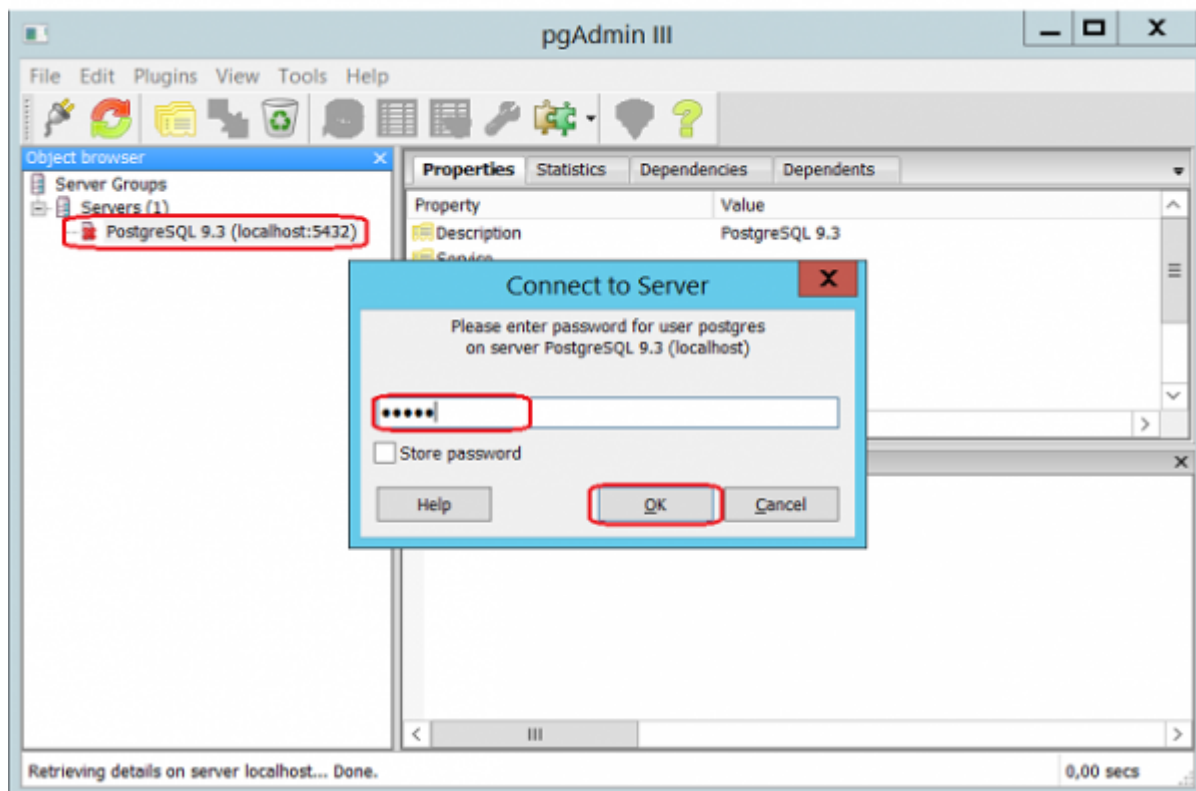 pgAdmin III
File Edit Plugins View Tools Help
Object browser
Server Groups
Servers (1)
PostgreSQL 9.3 (localhost:5432)
Properties Statistics Dependencies Dependents
Property Value
Description PostgreSQL 9.3
Service
Connect to Server
Please enter password for user postgres
on server PostgreSQL 9.3 (localhost)
Store password
Help OK Cancel
Retrieving details on server localhost... Done. 0,00 secs